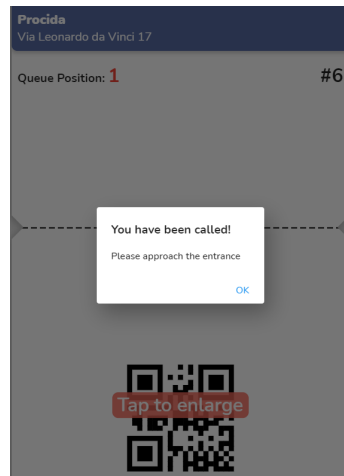 Procida
Via Leonardo da Vinci 17
Queue Position: 1
#6
You have been called!
Please approach the entrance
OK
Tap to enlarge